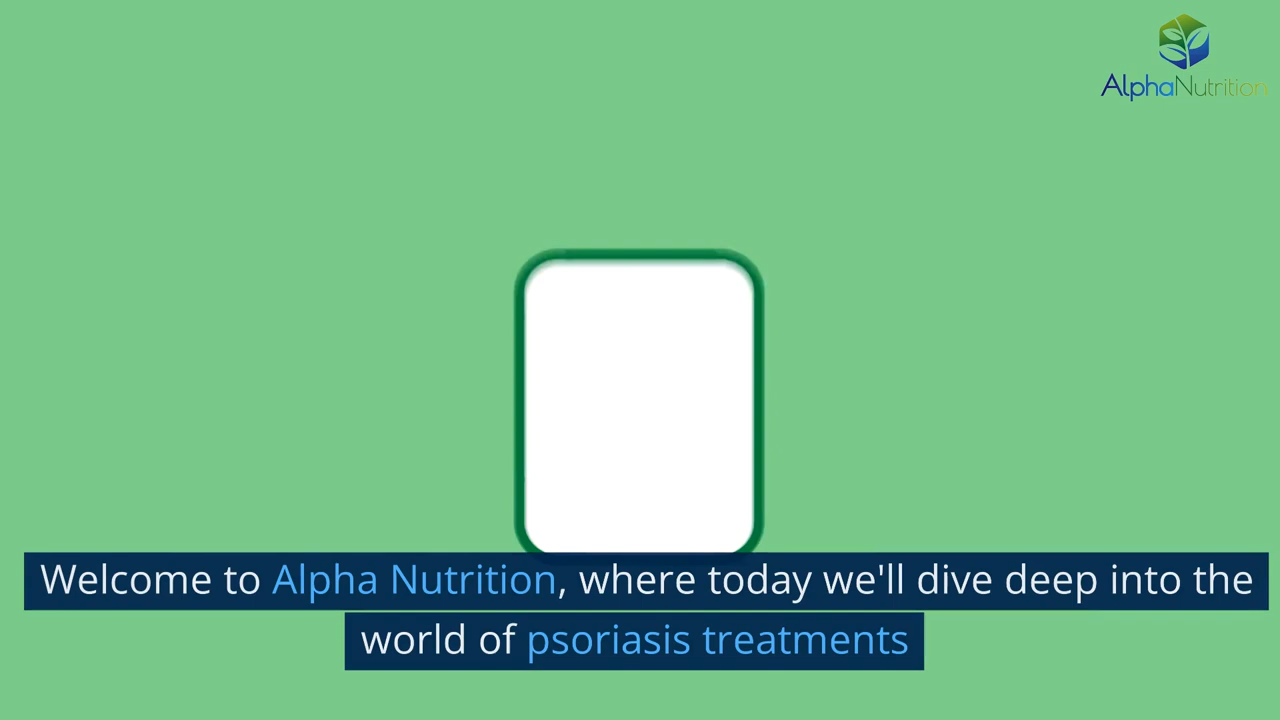 AlphaNutrition
Welcome to Alpha Nutrition, where today we'll dive deep into the
world of psoriasis treatments